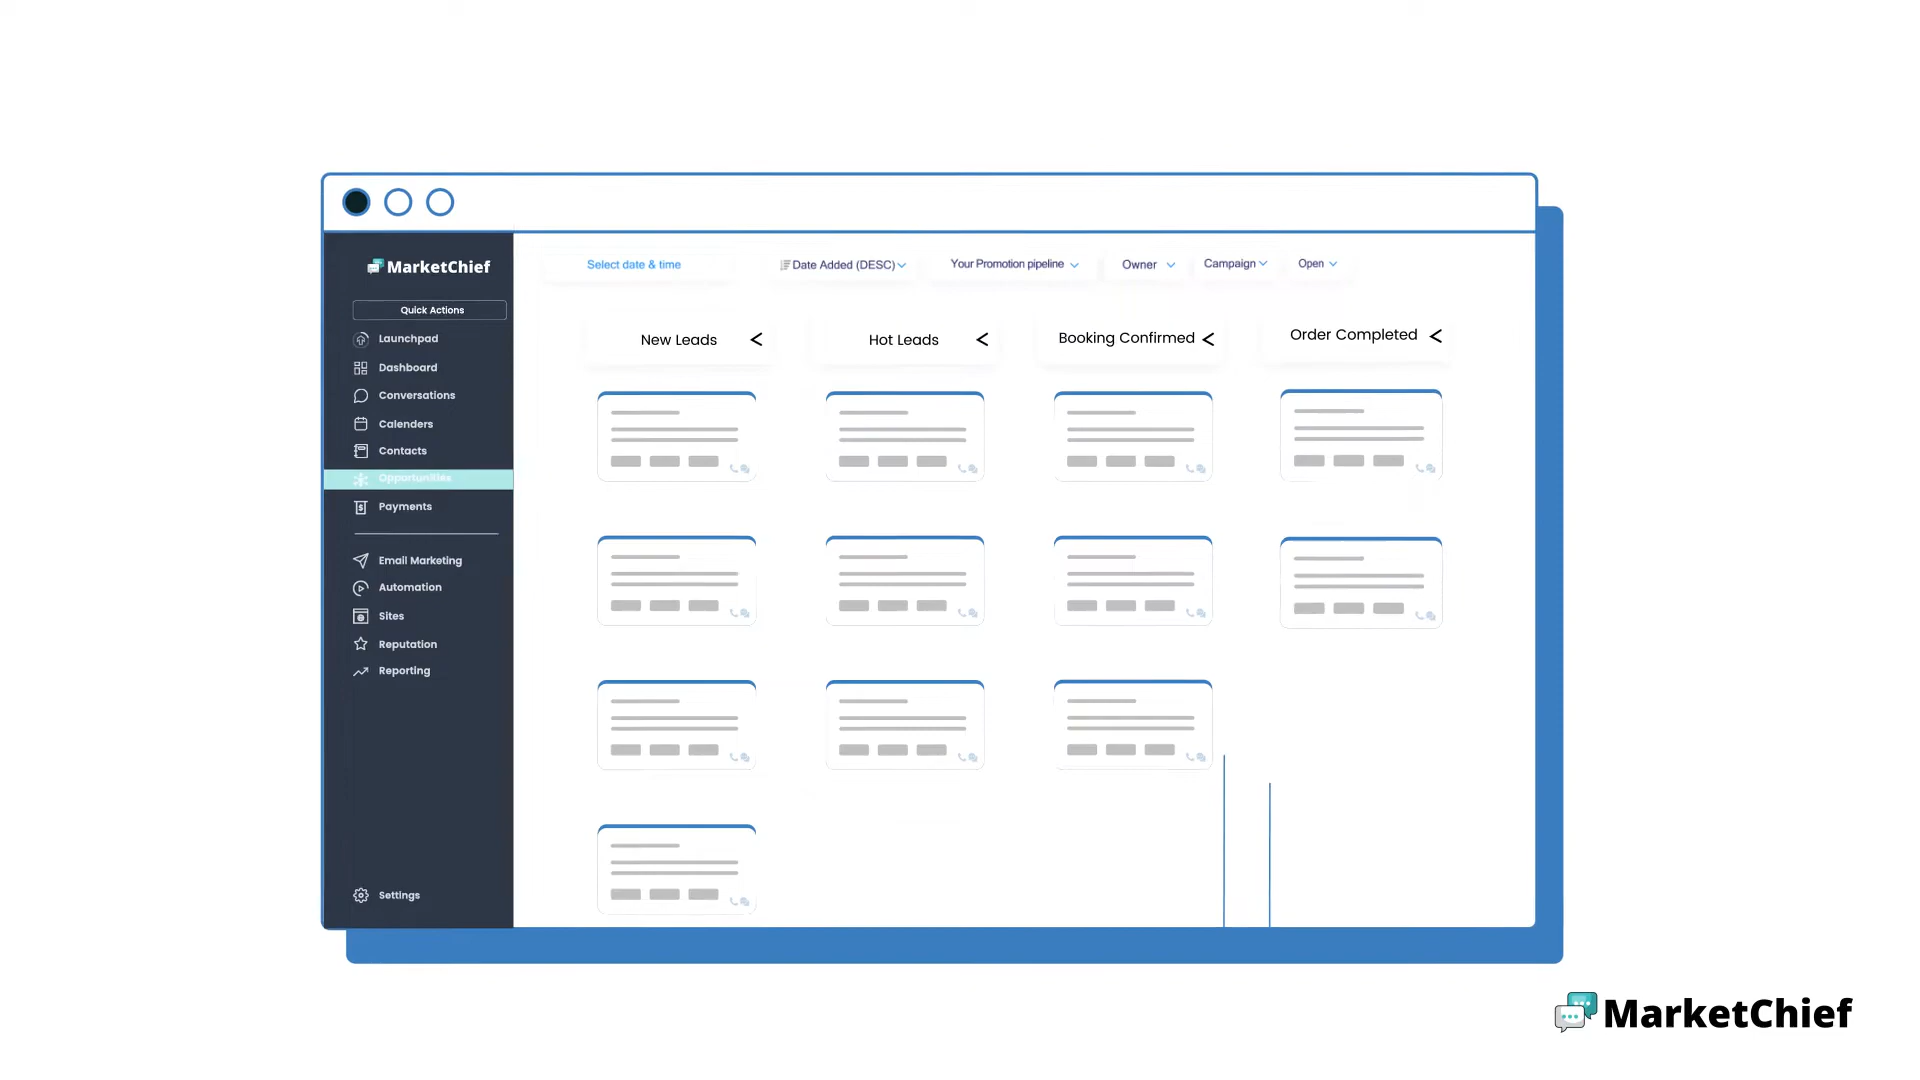 MarketChief
Quick Actions
Launchpad
Dashboard
Conversations
Calenders
Contacts
Opportunities
Payments
Email Marketing
Automation
Sites
Reputation
Reporting
Settings
Select date & time
Date Added (DESC)
Your Promotion pipeline
Owner
Campaign
Open
New Leads
Hot Leads
Booking Confirmed
Order Completed
MarketChief